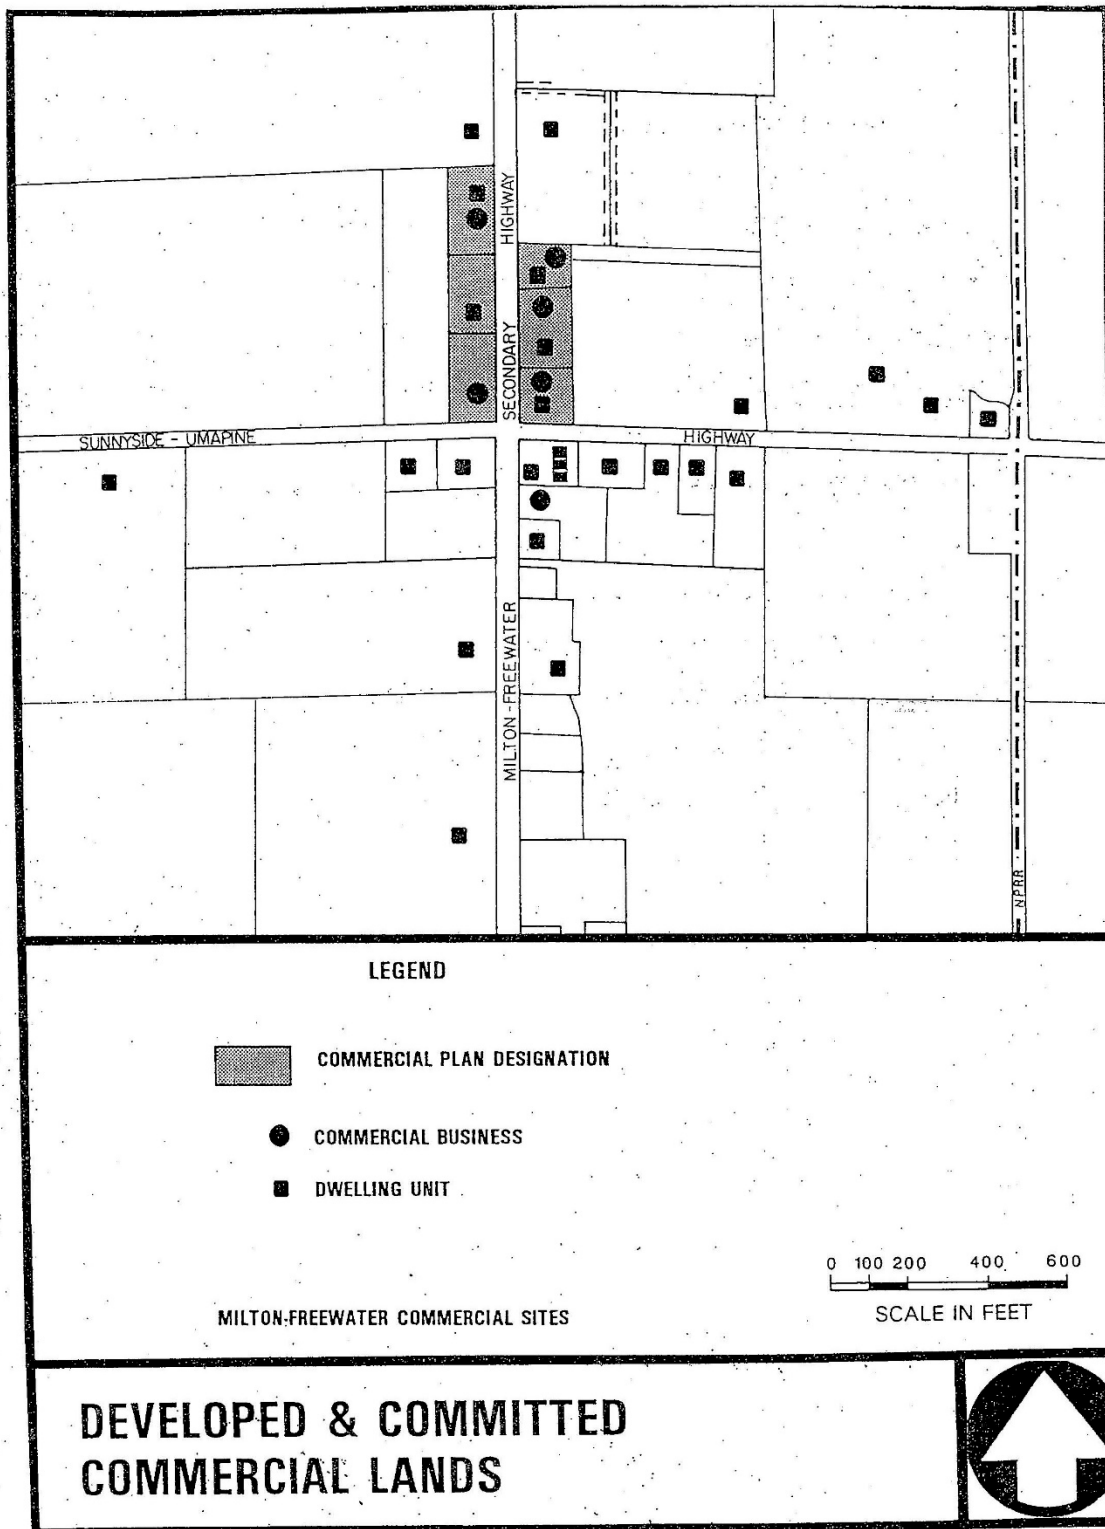 HIGHWAY
SECONDARY
SUNNYSIDE - UMAPINE
HIGHWAY
MILTON - FREEWATER
NPRR
LEGEND
COMMERCIAL PLAN DESIGNATION
COMMERCIAL BUSINESS
DWELLING UNIT
0 100 200 400 600
SCALE IN FEET
MILTON-FREEWATER COMMERCIAL SITES
DEVELOPED & COMMITTED
COMMERCIAL LANDS